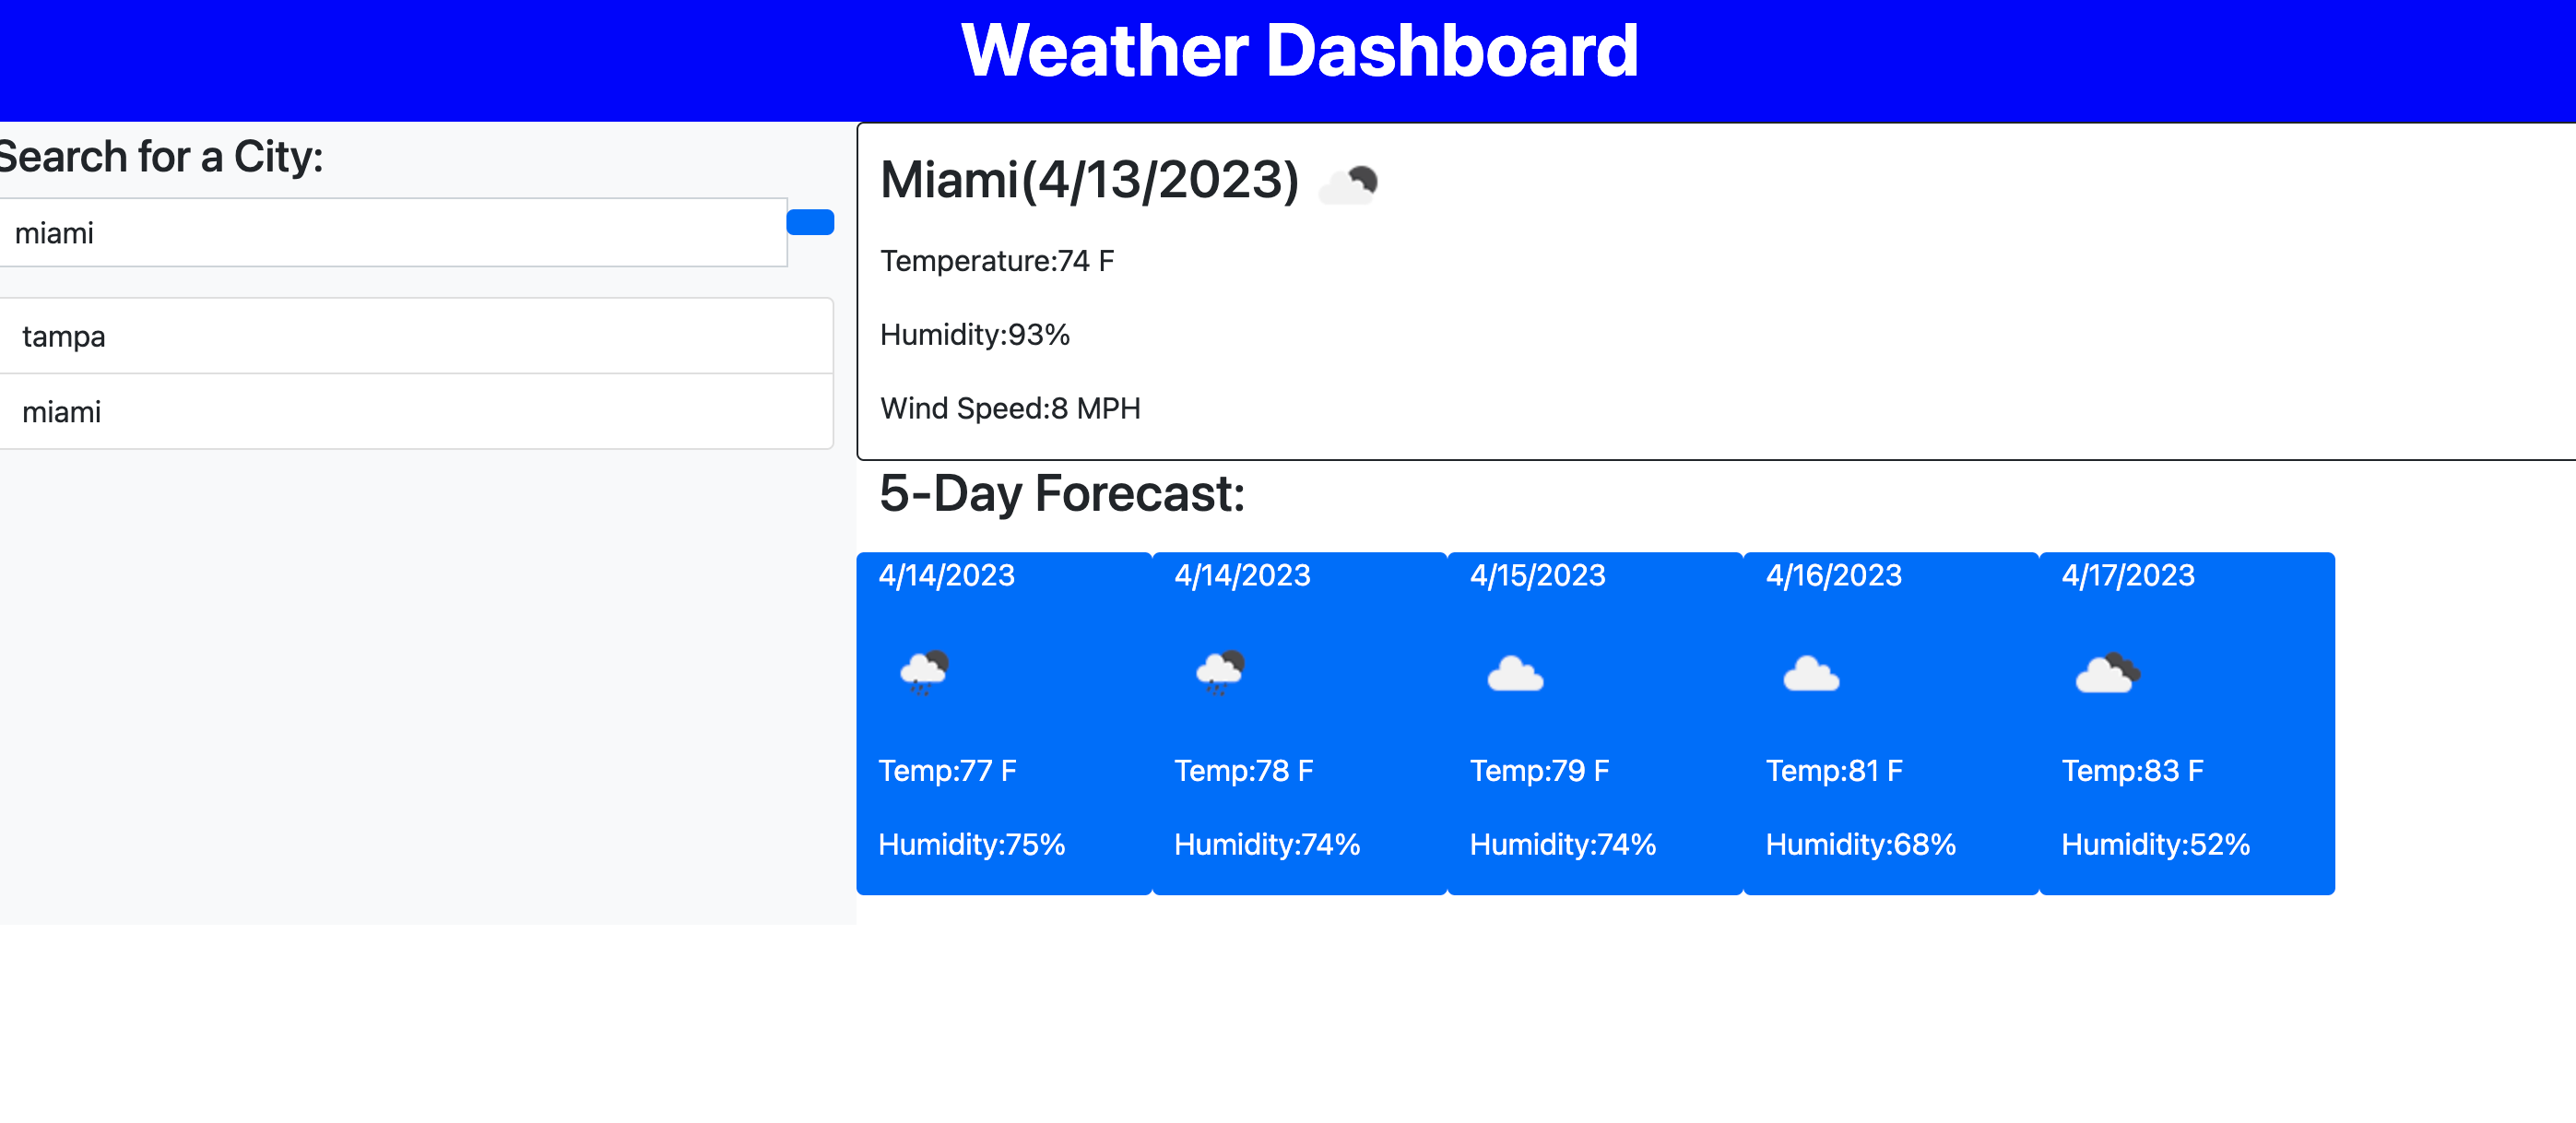 Weather Dashboard
Search for a City:
miami
tampa
miami
Miami(4/13/2023)
Temperature:74 F
Humidity:93%
Wind Speed:8 MPH
5-Day Forecast:
4/14/2023
Temp:77 F
Humidity:75%
4/14/2023
Temp:78 F
Humidity:74%
4/15/2023
Temp:79 F
Humidity:74%
4/16/2023
Temp:81 F
Humidity:68%
4/17/2023
Temp:83 F
Humidity:52%